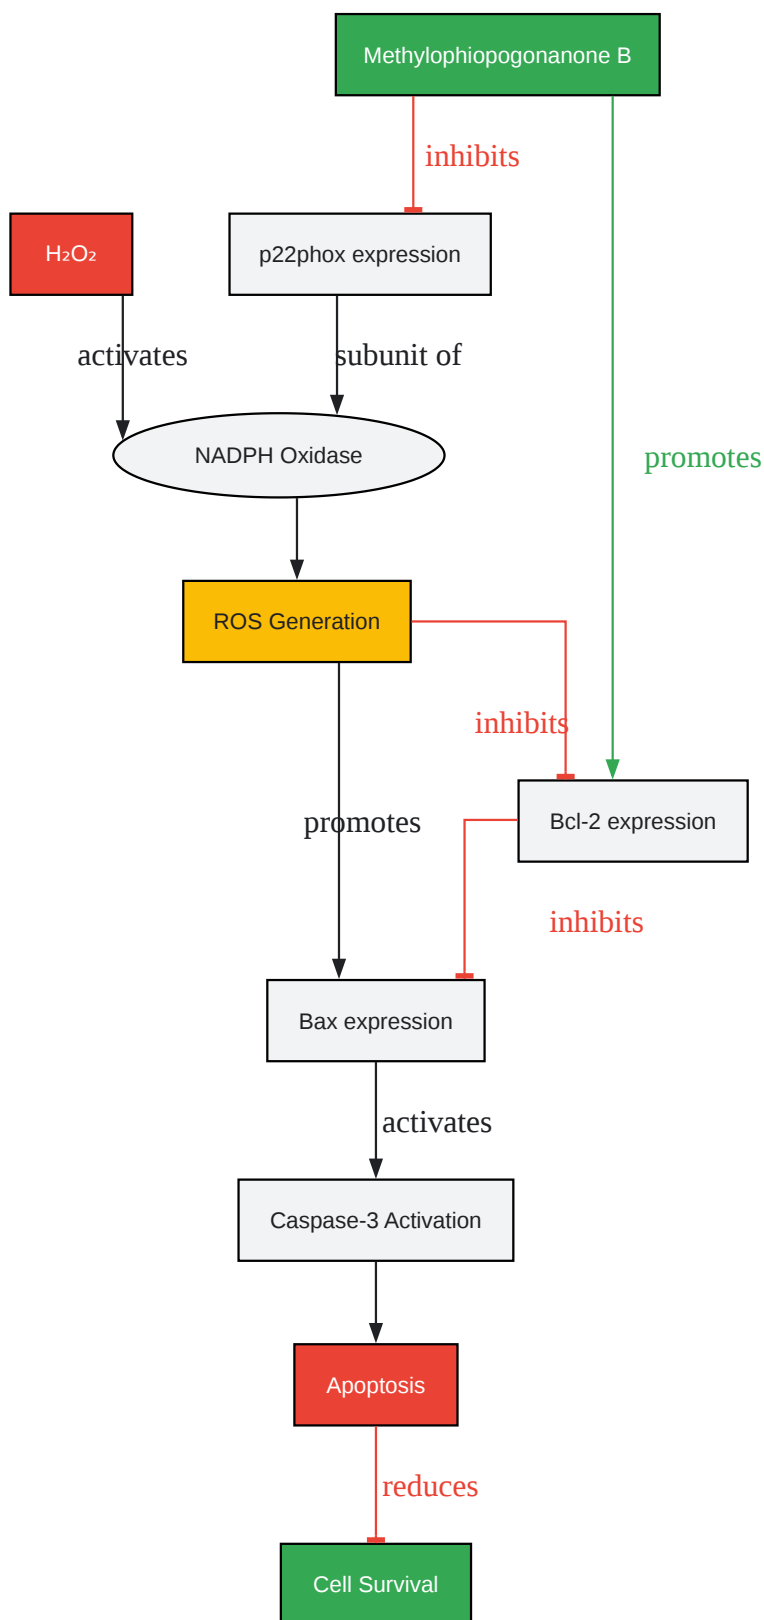 Methylophiopogonanone B
inhibits
H₂O₂
p22phox expression
activates
subunit of
NADPH Oxidase
promotes
ROS Generation
inhibits
promotes
Bcl-2 expression
inhibits
Bax expression
activates
Caspase-3 Activation
Apoptosis
reduces
Cell Survival